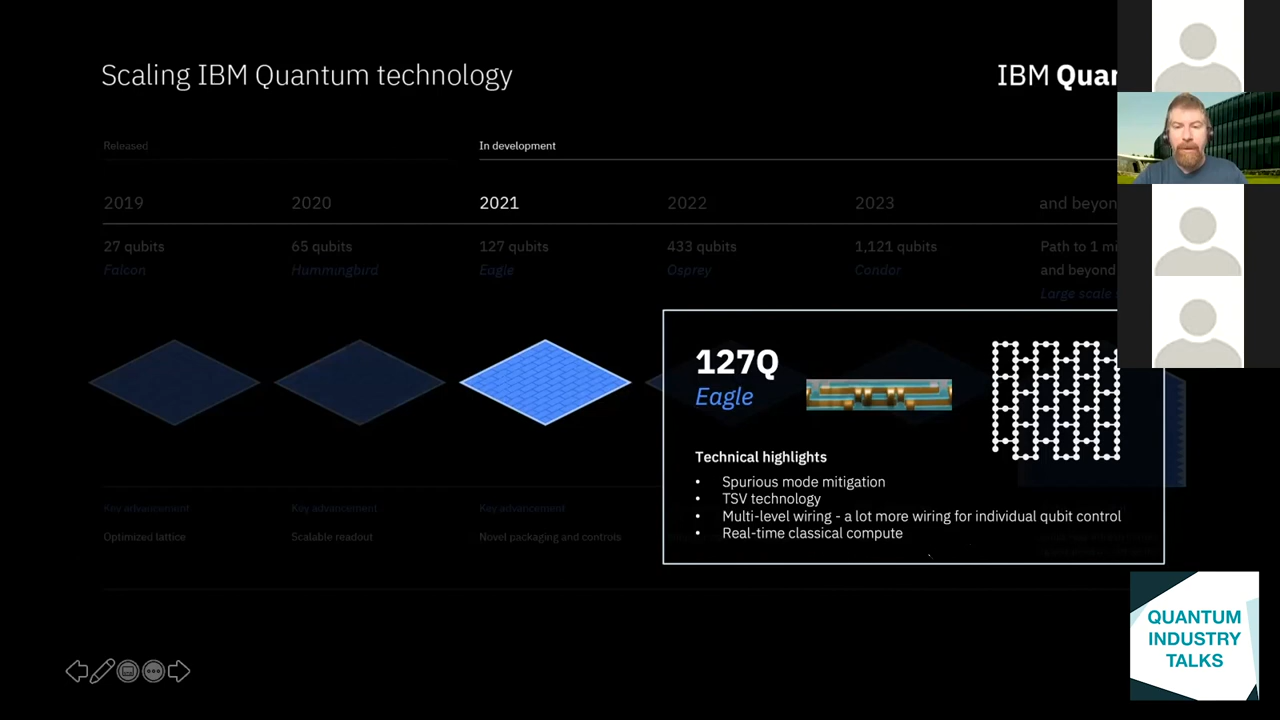 Scaling IBM Quantum technology
IBM Quan
Released
In development
2019
2020
2021
2022
2023
and beyon
27 qubits
65 qubits
127 qubits
433 qubits
1,121 qubits
Path to 1 mi
Falcon
Hummingbird
Eagle
Osprey
Condor
and beyond
Large scale
127Q
Eagle
Technical highlights
• Spurious mode mitigation
• TSV technology
• Multi-level wiring - a lot more wiring for individual qubit control
• Real-time classical compute
Key advancement
Key advancement
Key advancement
Optimized lattice
Scalable readout
Novel packaging and controls
QUANTUM
INDUSTRY
TALKS